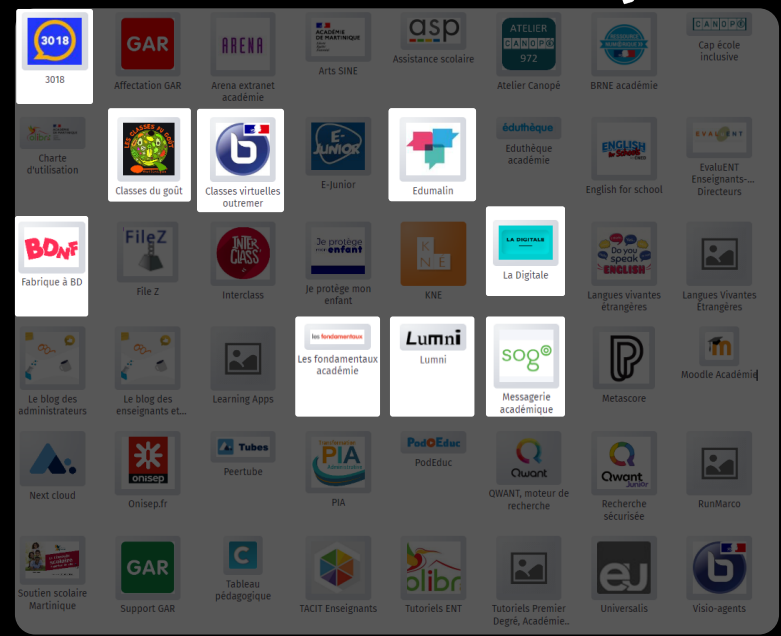 3018
3018
GAR
Affectation GAR
ARENA
Arena extranet
académie
ACADÉMIE
DE MARTINIQUE
Arts SINE
asp
Assistance scolaire
ATELIER
CANOPÉ
972
Atelier Canopé
BRNE académie
CANOPÉ
Cap école
inclusive
Charte
d'utilisation
LES CLASSES DU GOÛT
Classes du goût
b
Classes virtuelles
outremer
E-
JUNIOR
E-Junior
Edumalin
éduthèque
Eduthèque
académie
ENGLISH
for Schools
English for school
EVALUENT
EvaluENT
Enseignants-...
Directeurs
BDnF
Fabrique à BD
FileZ
File Z
INTER
CLASS
Interclass
Je protège
mon enfant
Je protège mon
enfant
K
N É
KNE
LA DIGITALE
La Digitale
Do you
speak
ENGLISH
Langues vivantes
étrangères
Langues Vivantes
Étrangères
Le blog des
administrateurs
Le blog des
enseignants et...
Learning Apps
les fondamentaux
Les fondamentaux
académie
Lumni
Lumni
sogo
Messagerie
académique
Metascore
m
Moodle Académie
Next cloud
onisep
Onisep.fr
Tubes
Peertube
PIA
PIA
PodEduc
PodEduc
Qwant
QWANT, moteur de
recherche
Qwant
Junior
Recherche
sécurisée
RunMarco
Soutien scolaire
Martinique
GAR
Support GAR
C
Tableau
pédagogique
TACIT Enseignants
olibri
Tutoriels ENT
Tutoriels Premier
Degré, Académie..
eu
Universalis
b
Visio-agents